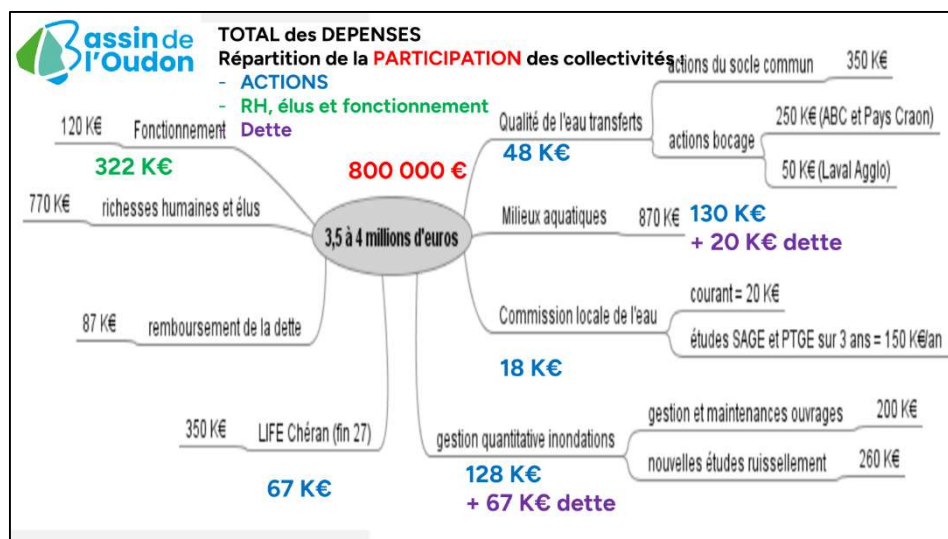 Bassin de
l'Oudon
TOTAL des DEPENSES
Répartition de la PARTICIPATION des collectivités :
- ACTIONS
- RH, élus et fonctionnement
- Dette
120 K€ Fonctionnement
322 K€
770 K€ richesses humaines et élus
87 K€ remboursement de la dette
350 K€ LIFE Chéran (fin 27)
67 K€
800 000 €
3,5 à 4 millions d'euros
Qualité de l'eau transferts
48 K€
actions du socle commun 350 K€
actions bocage
250 K€ (ABC et Pays Craon)
50 K€ (Laval Agglo)
Milieux aquatiques 870 K€ 130 K€
+ 20 K€ dette
Commission locale de l'eau
18 K€
courant = 20 K€
études SAGE et PTGE sur 3 ans = 150 K€/an
gestion quantitative inondations
128 K€
+ 67 K€ dette
gestion et maintenances ouvrages 200 K€
nouvelles études ruissellement 260 K€